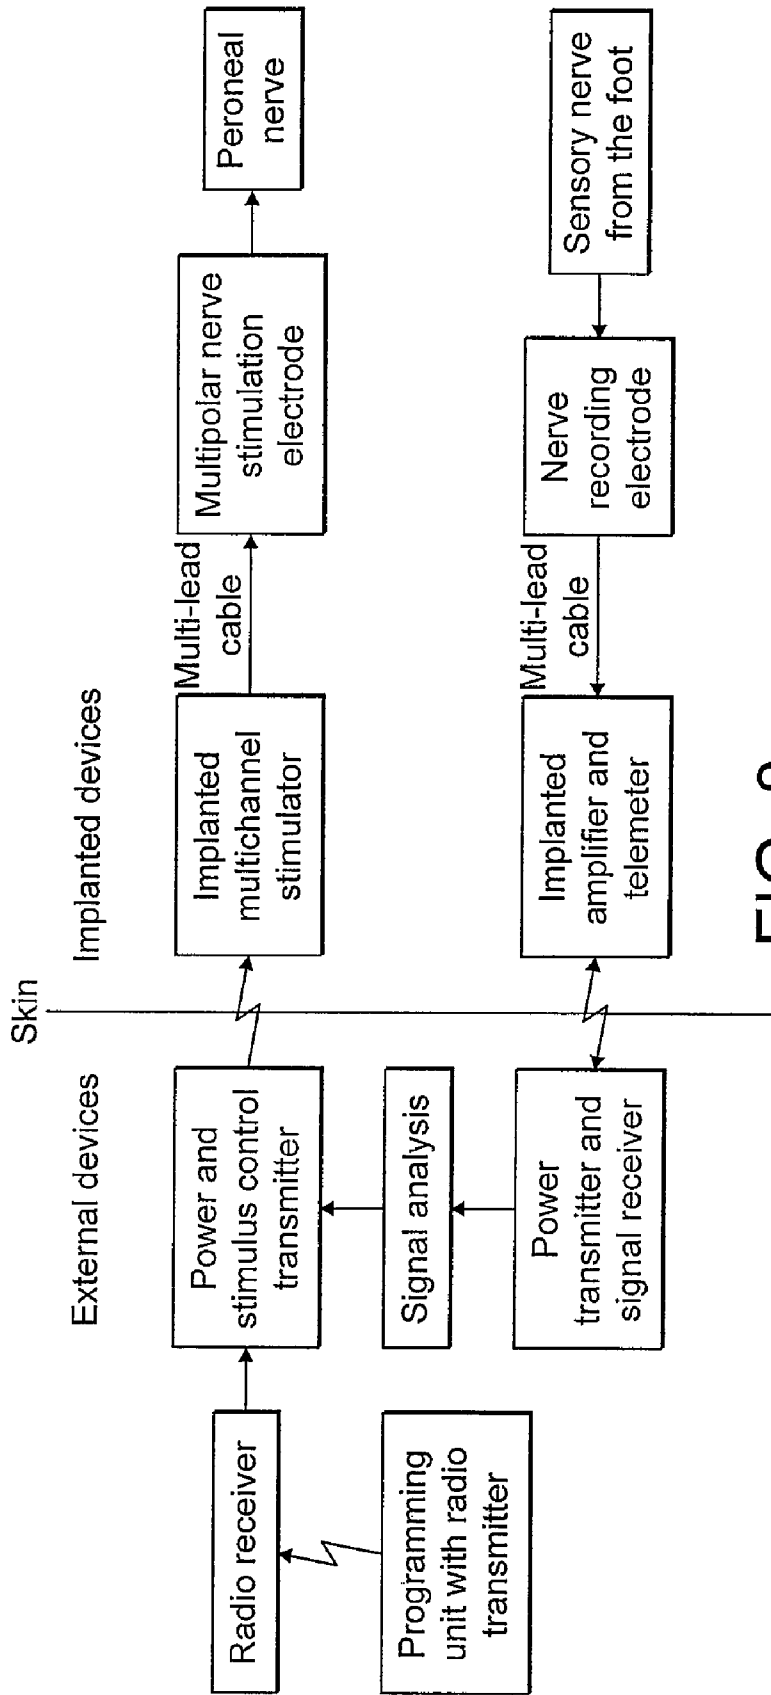 Skin
External devices
Implanted devices
Radio receiver
Programming
unit with radio
transmitter
Power and
stimulus control
transmitter
Signal analysis
Power
transmitter and
signal receiver
Implanted
multichannel
stimulator
Multi-lead
cable
Multipolar nerve
stimulation
electrode
Peroneal
nerve
Implanted
amplifier and
telemeter
Multi-lead
cable
Nerve
recording
electrode
Sensory nerve
from the foot
FIG.